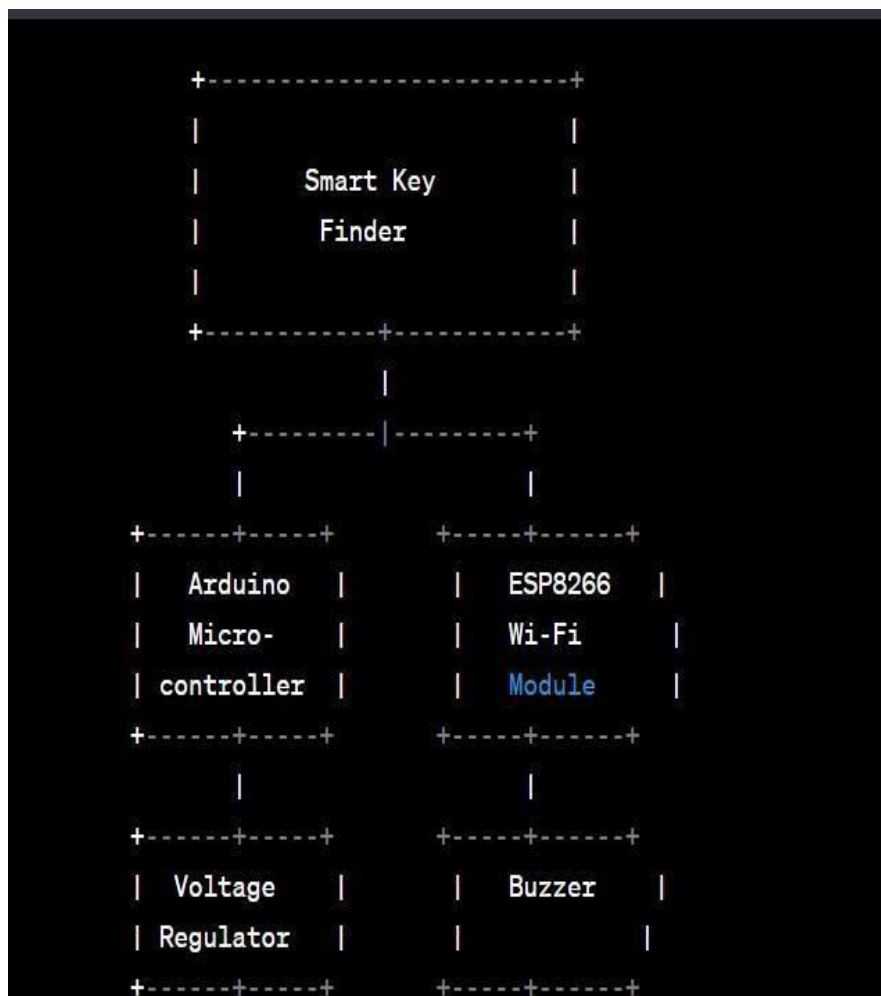 +-------------------------+
|                         |
|       Smart Key         |
|        Finder           |
|                         |
+------------+------------+
|
+---------|---------+
|                   |
+------+-----+       +-----+------+
|   Arduino   |       |   ESP8266   |
|   Micro-    |       |   Wi-Fi      |
| controller  |       |   Module     |
+------+-----+       +-----+------+
|                   |
+------+-----+       +-----+------+
|  Voltage    |       |   Buzzer    |
| Regulator   |       |            |
+------+-----+       +-----+------+